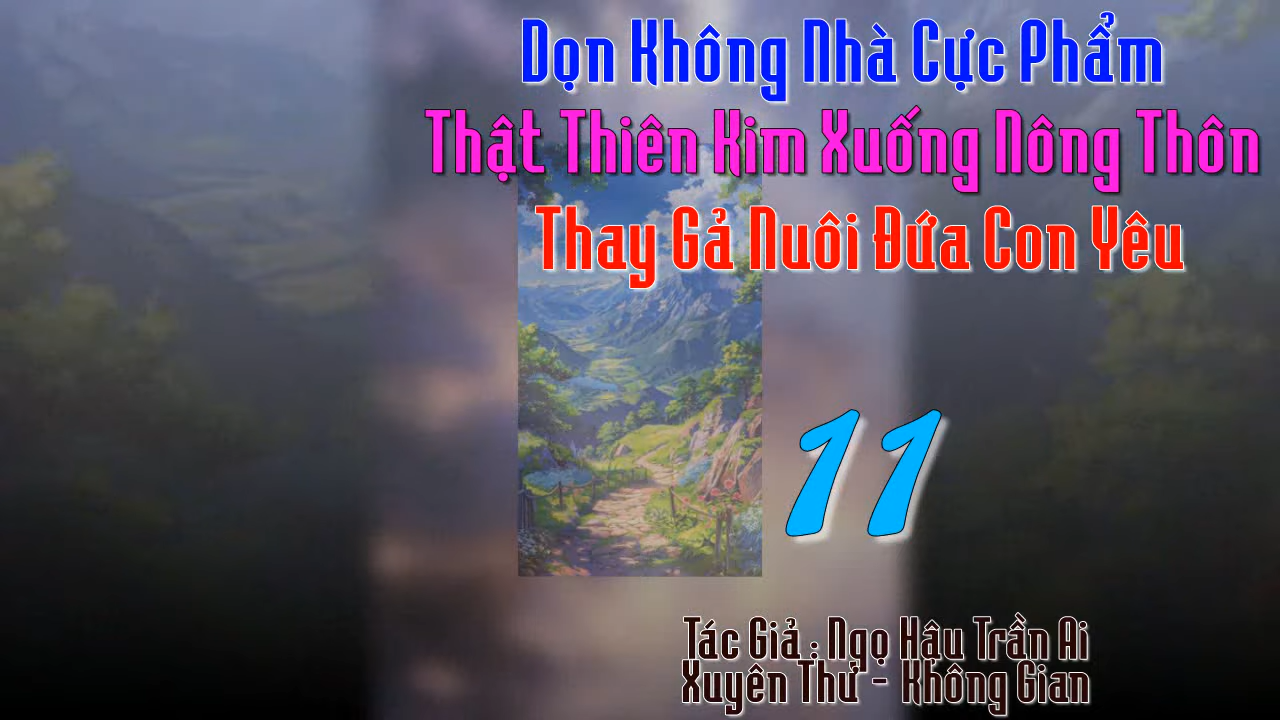 Dọn Không Nhà Cực Phẩm
Thật Thiên Kim Xuống Nông Thôn
Thay Gả Nuôi Đứa Con Yêu
11
Tác Giả : Ngọ Hậu Trần Ai
Xuyên Thư - Không Gian